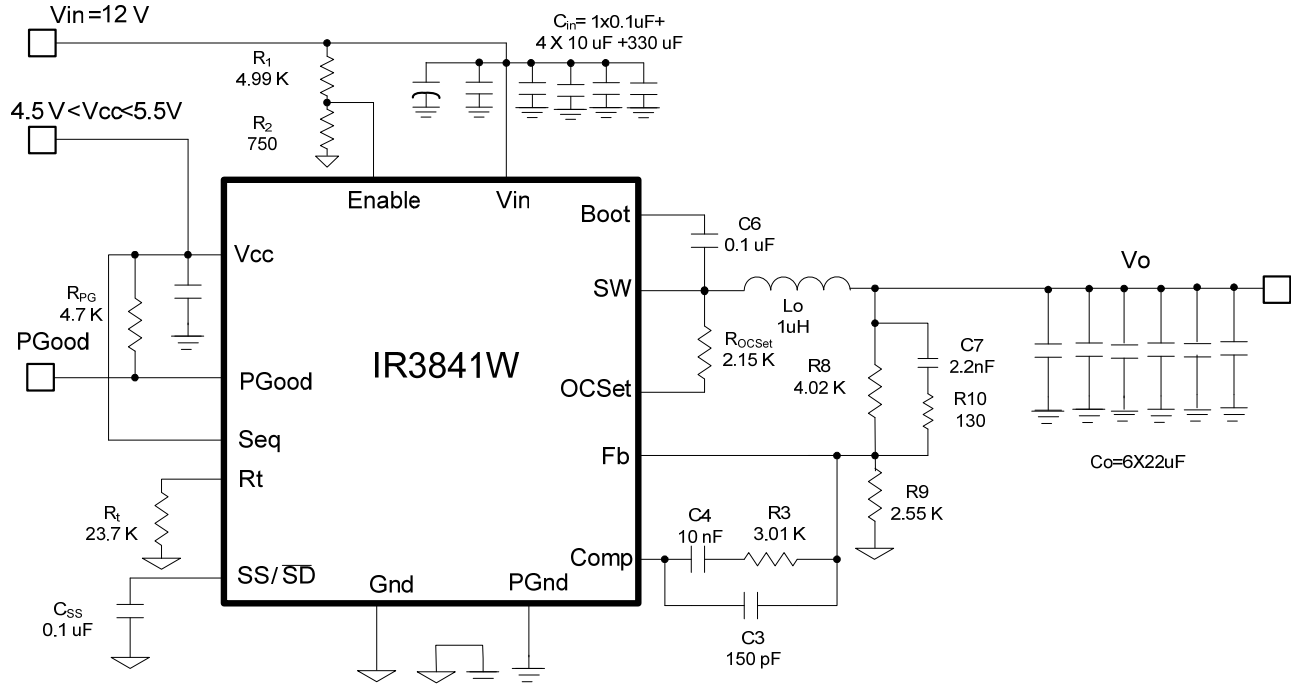 Vin =12 V
Cin= 1x0.1uF+
4 X 10 uF +330 uF
R1
4.99 K
4.5 V<Vcc<5.5V
R2
750
Enable
Vin
Boot
C6
0.1 uF
Vcc
Vo
SW
RPG
4.7 K
Lo
1uH
PGood
ROCSet
2.15 K
C7
2.2nF
IR3841W
R8
4.02 K
PGood
OCSet
R10
130
Seq
Fb
Co=6X22uF
Rt
R9
2.55 K
Rt
23.7 K
C4
10 nF
R3
3.01 K
Comp
SS/SD
Gnd
PGnd
CSS
0.1 uF
C3
150 pF